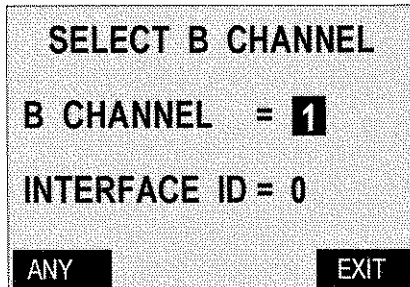 SELECT B CHANNEL
B CHANNEL = 1
INTERFACE ID = 0
ANY EXIT